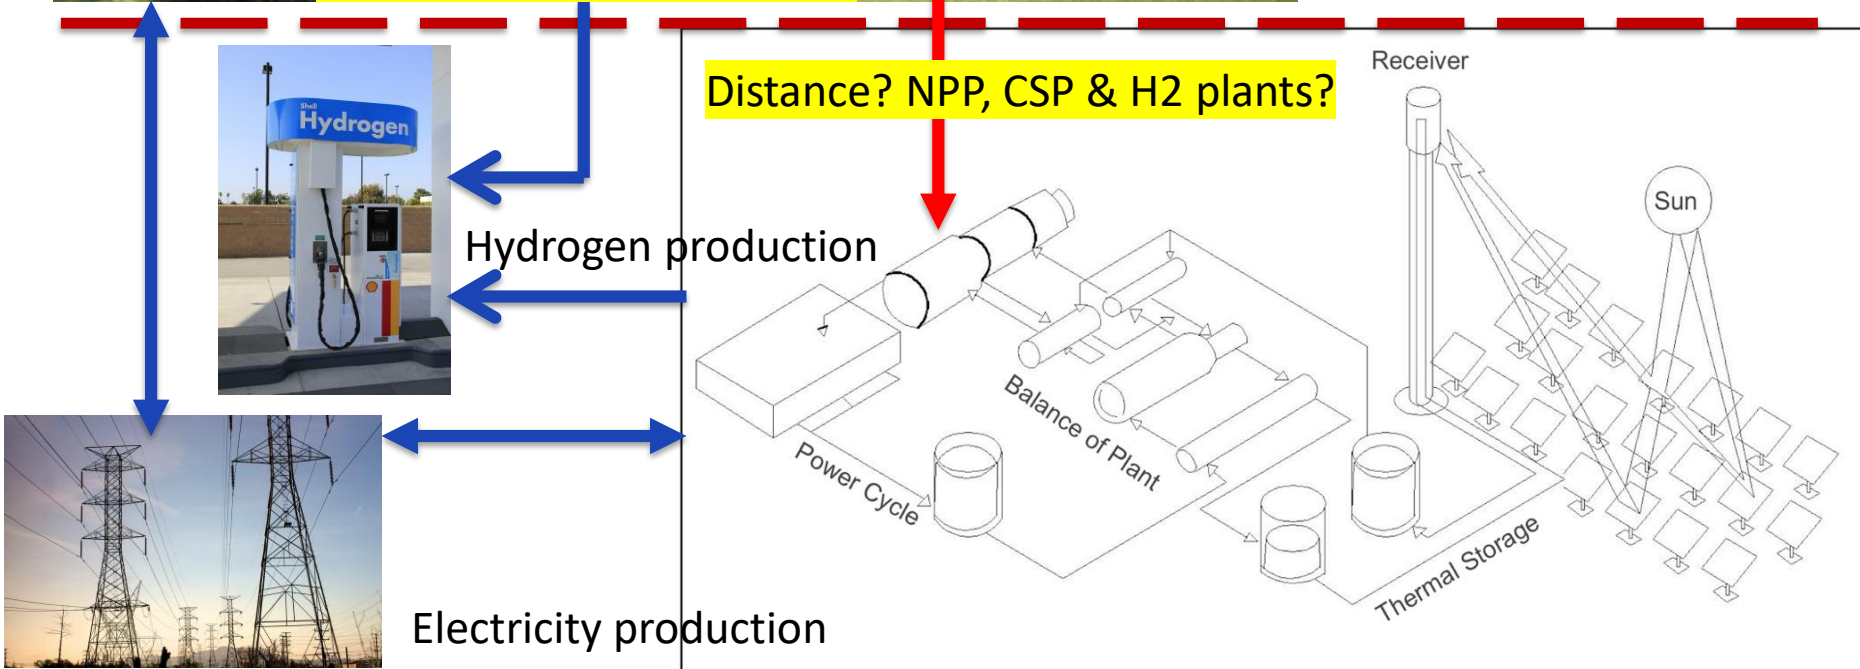 Receiver
Distance? NPP, CSP & H2 plants?
Shell
Hydrogen
Sun
Hydrogen production
Balance of Plant
Power Cycle
Thermal Storage
Electricity production